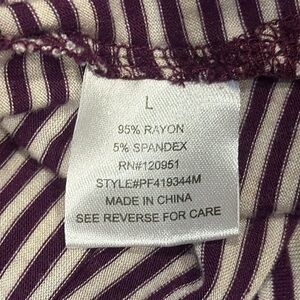 L
95% RAYON
5% SPANDEX
RN#120951
STYLE#PF419344M
MADE IN CHINA
SEE REVERSE FOR CARE